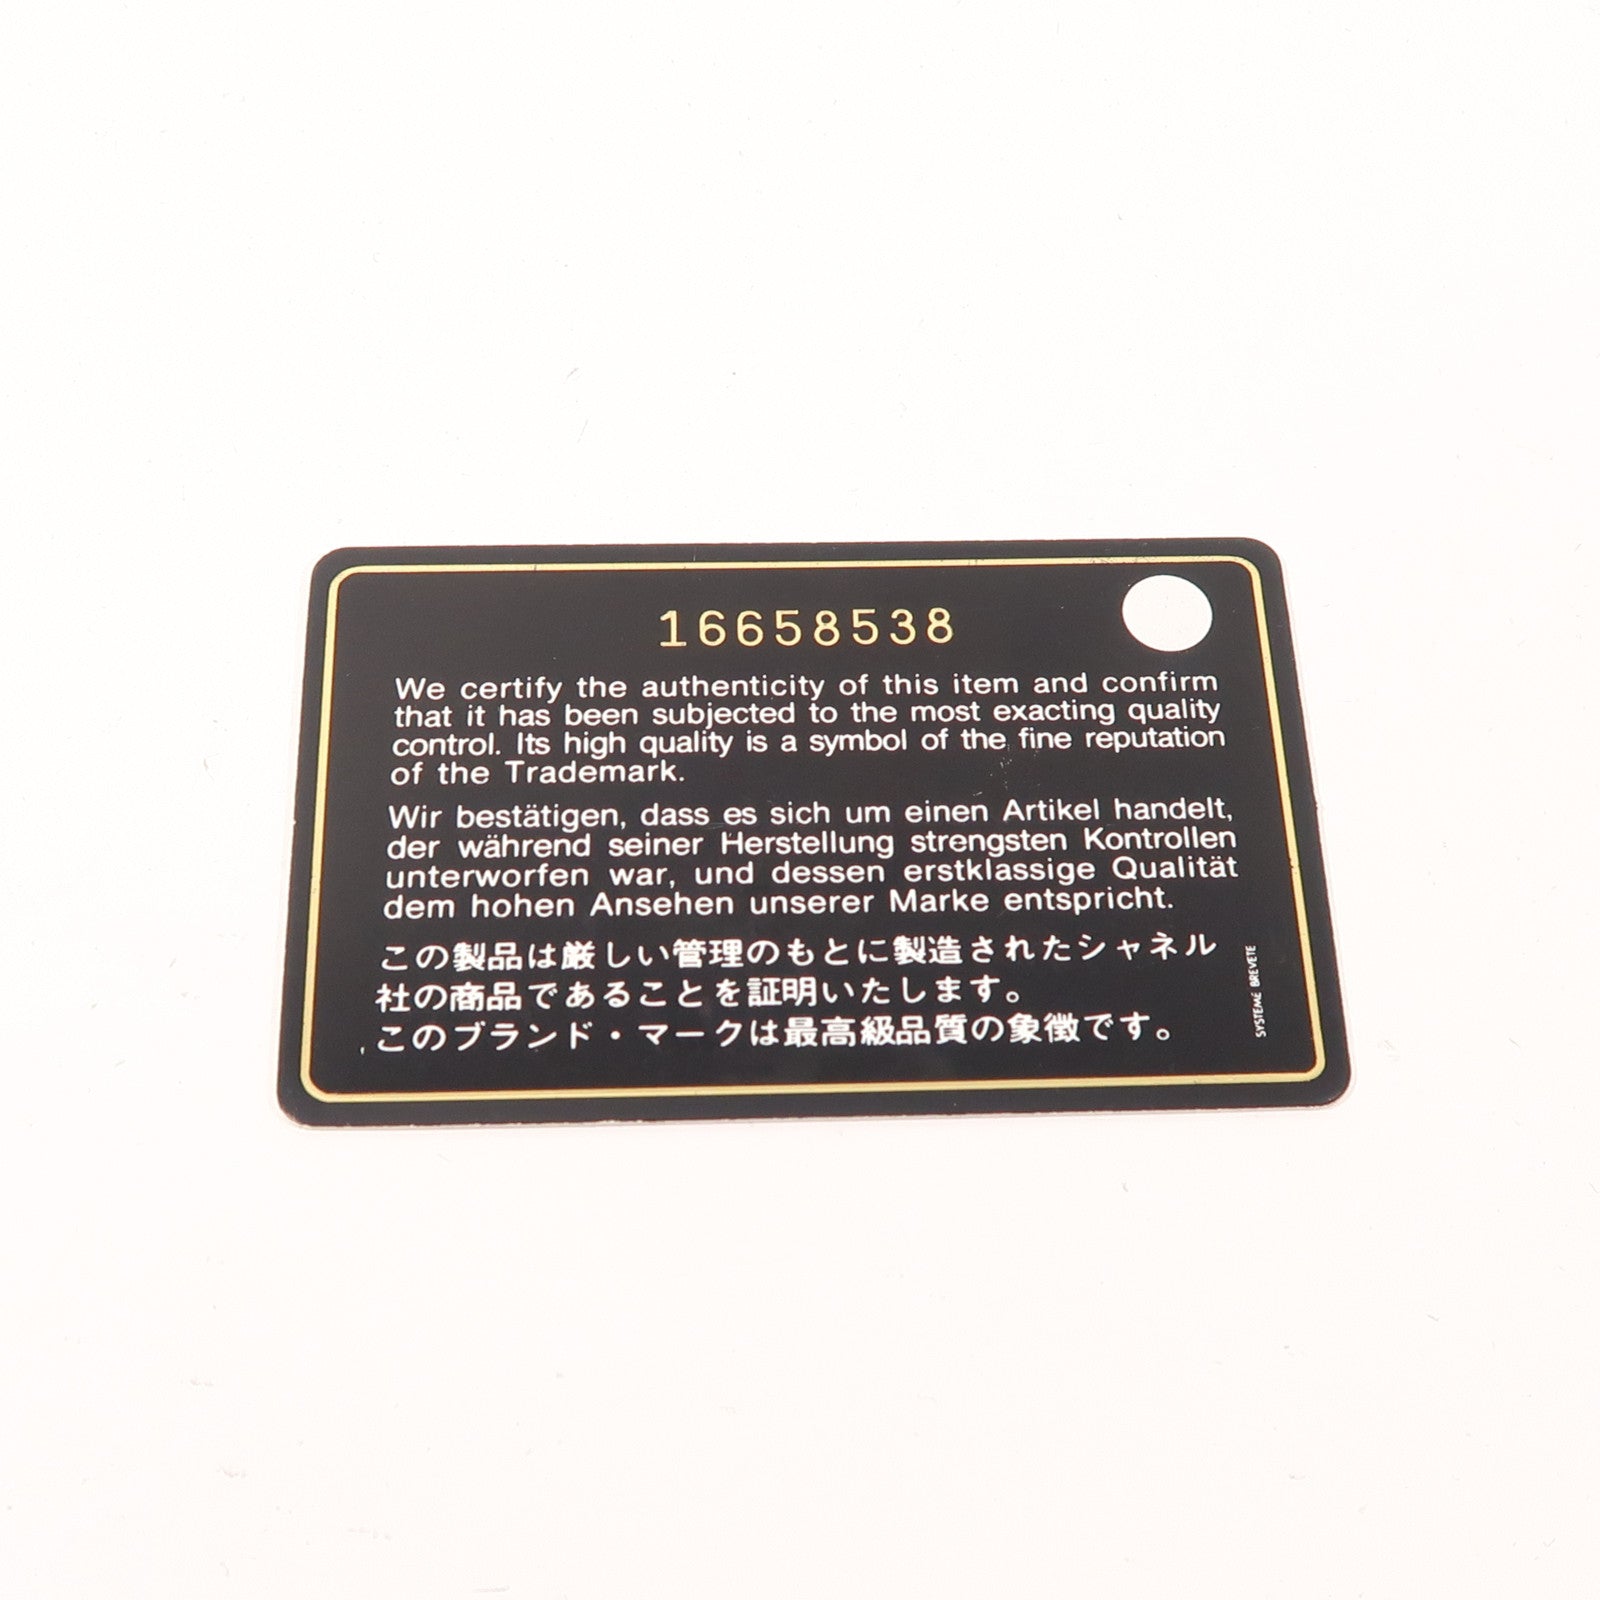 16658538
We certify the authenticity of this item and confirm
that it has been subjected to the most exacting quality
control. Its high quality is a symbol of the fine reputation
of the Trademark.
Wir bestätigen, dass es sich um einen Artikel handelt,
der während seiner Herstellung strengsten Kontrollen
unterworfen war, und dessen erstklassige Qualität
dem hohen Ansehen unserer Marke entspricht.
この製品は厳しい管理のもとに製造されたシャネル
社の商品であることを証明いたします。
このブランド・マークは最高級品質の象徴です。
SYSTEME BREVETE